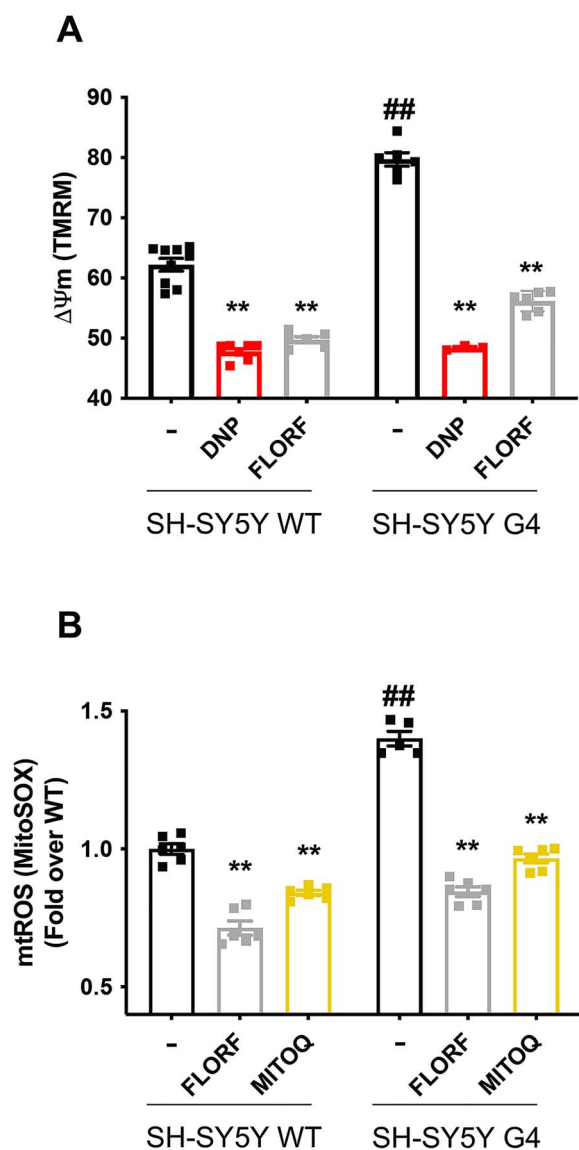 A
ΔΨm (TMRM)
90
80
70
60
50
40
**
**
##
**
**
-
DNP
FLORF
-
DNP
FLORF
SH-SY5Y WT
SH-SY5Y G4
B
mtROS (MitoSOX)
(Fold over WT)
1.5
1.0
0.5
**
**
##
**
**
-
FLORF
MITOQ
-
FLORF
MITOQ
SH-SY5Y WT
SH-SY5Y G4